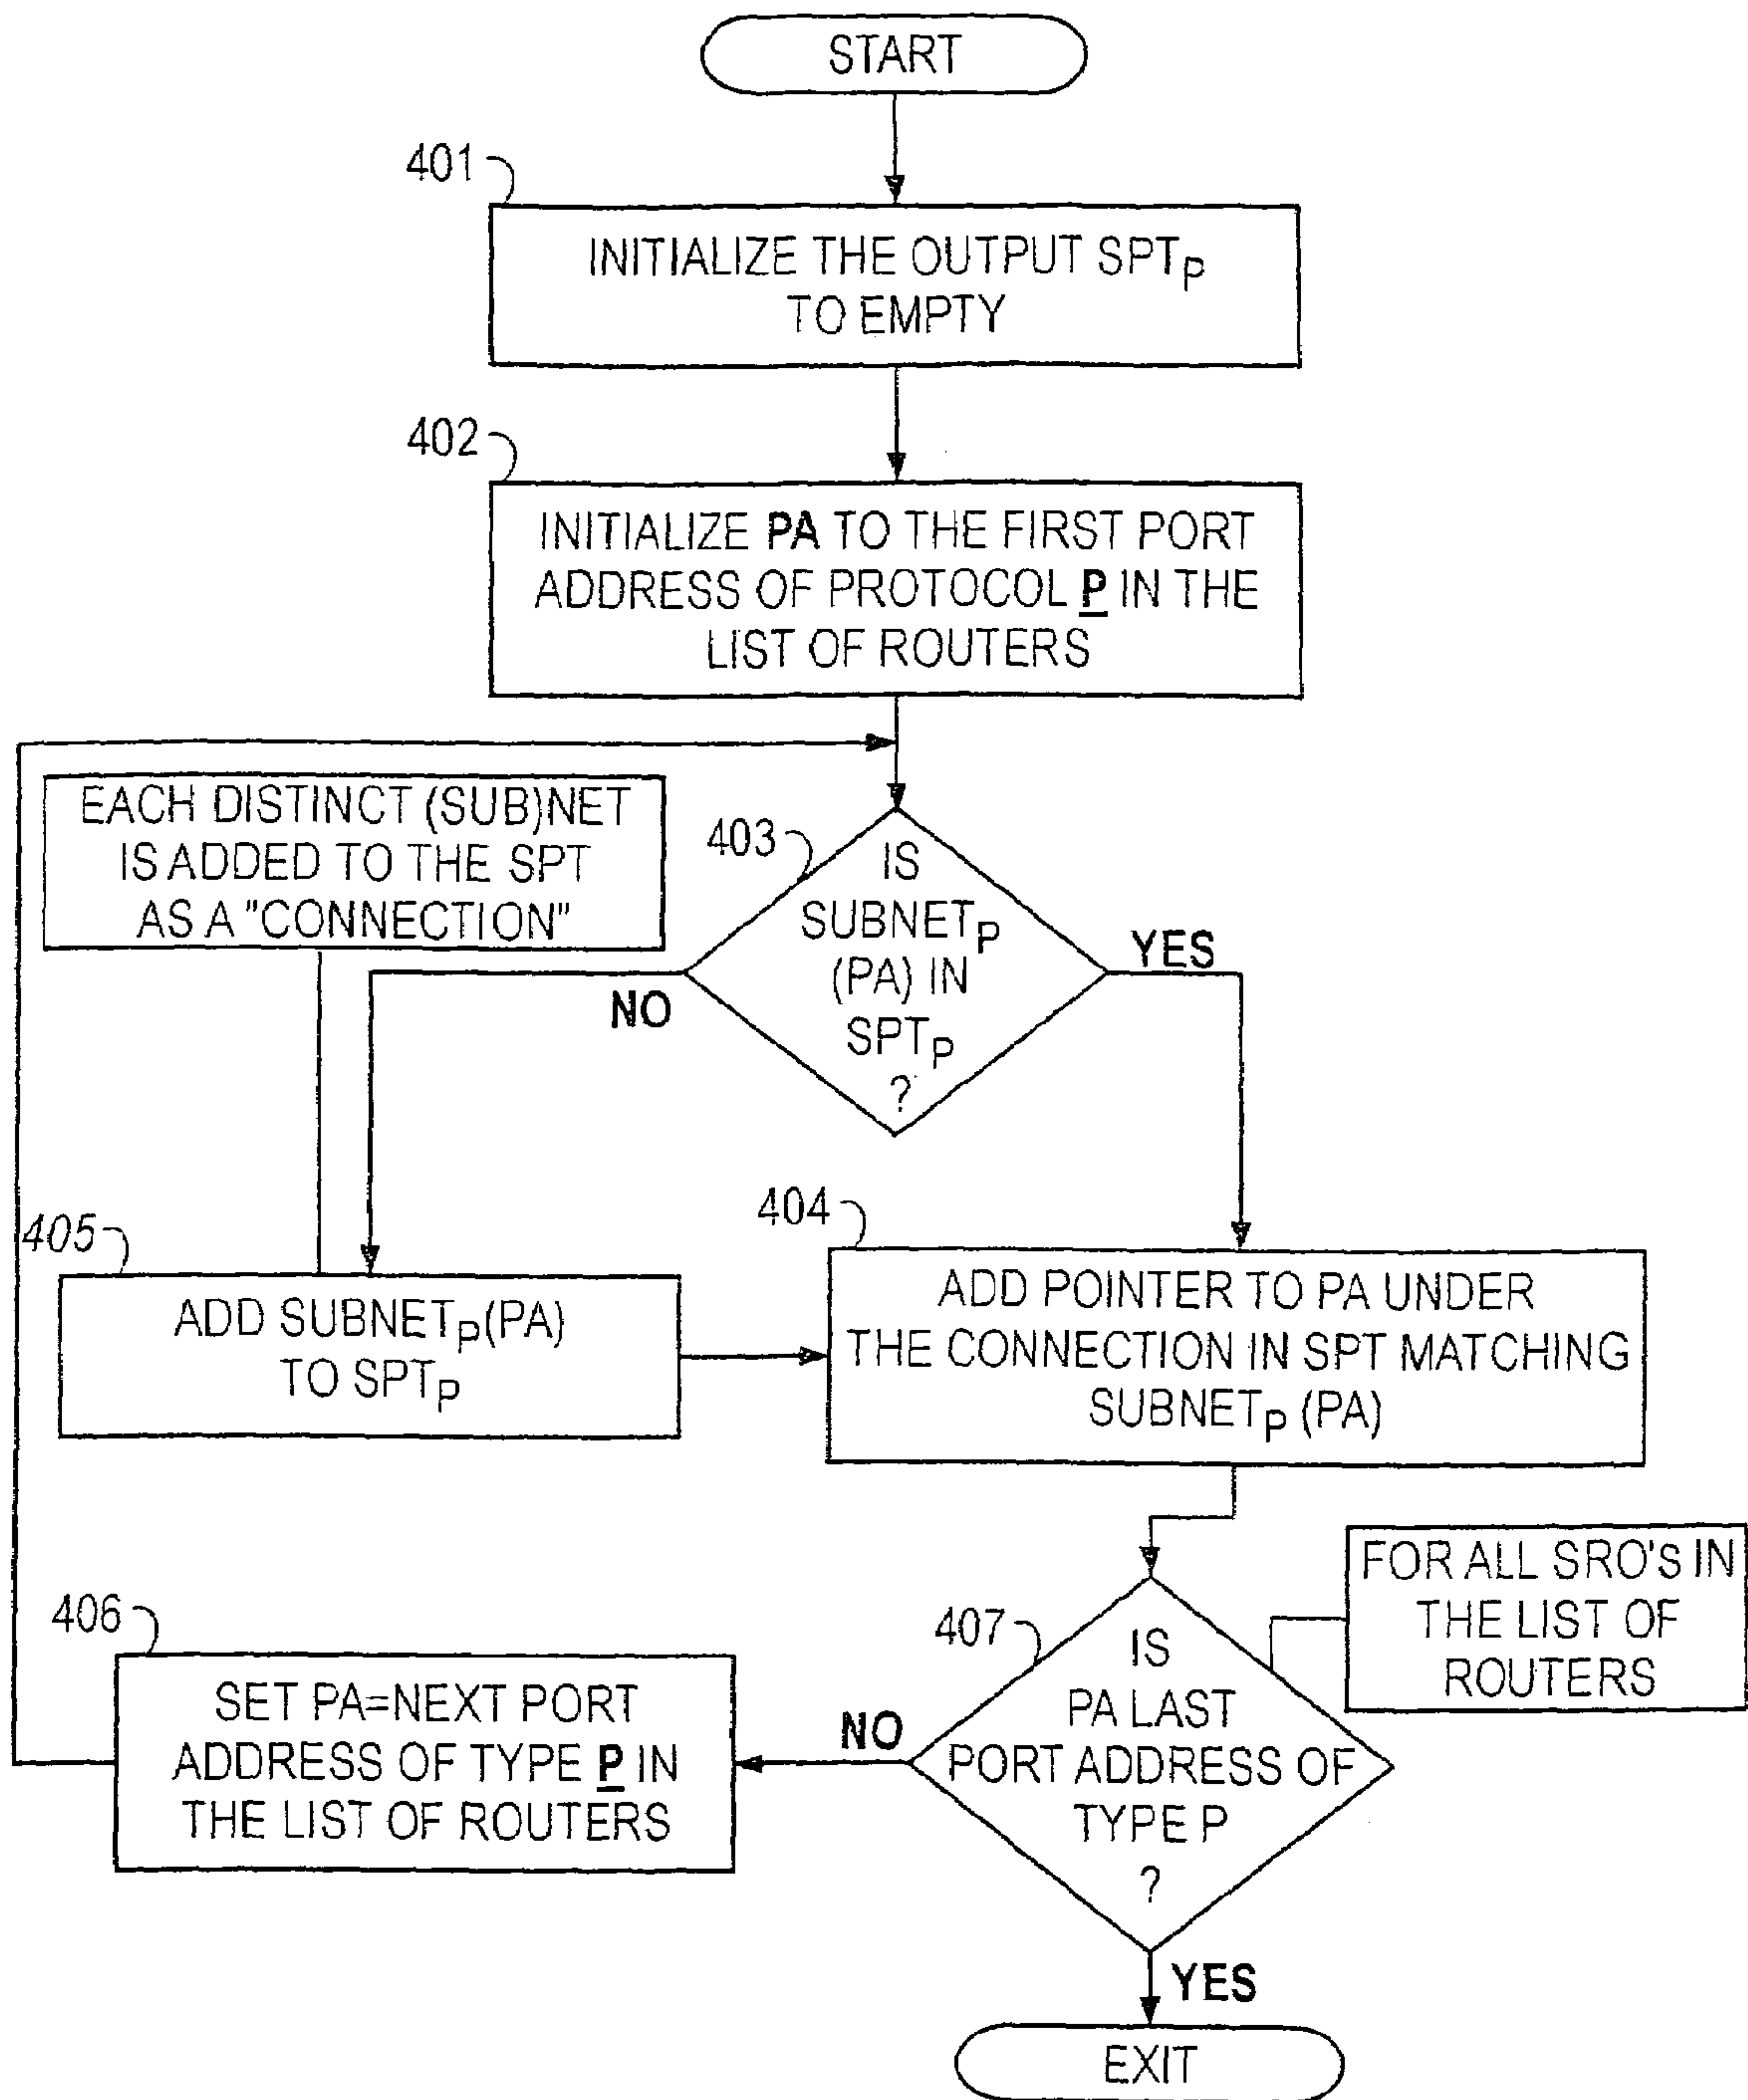 START
401
INITIALIZE THE OUTPUT SPTP
TO EMPTY
402
INITIALIZE PA TO THE FIRST PORT
ADDRESS OF PROTOCOL P IN THE
LIST OF ROUTERS
EACH DISTINCT (SUB)NET
IS ADDED TO THE SPT
AS A "CONNECTION"
403
IS
SUBNETP
(PA) IN
SPTP
?
NO
YES
405
ADD SUBNETP(PA)
TO SPTP
404
ADD POINTER TO PA UNDER
THE CONNECTION IN SPT MATCHING
SUBNETP (PA)
FOR ALL SRO'S IN
THE LIST OF
ROUTERS
406
SET PA=NEXT PORT
ADDRESS OF TYPE P IN
THE LIST OF ROUTERS
NO
407
IS
PA LAST
PORT ADDRESS OF
TYPE P
?
YES
EXIT